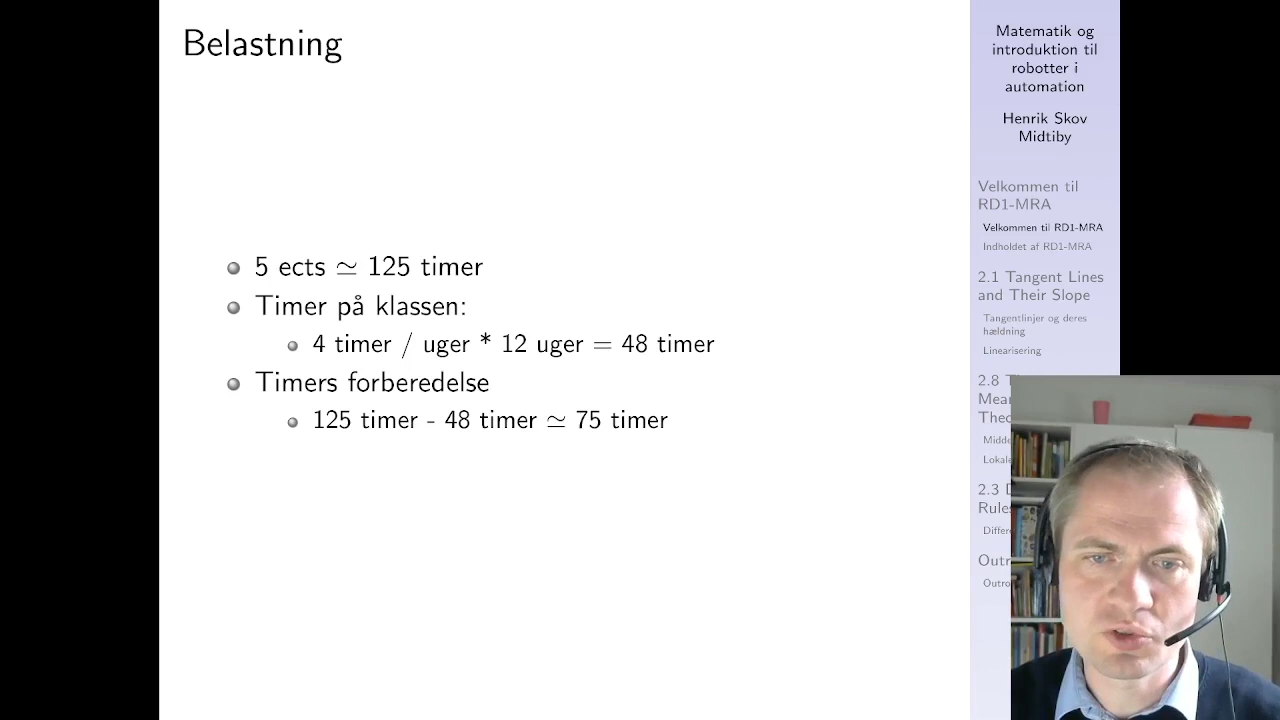 Belastning
5 ects ≃ 125 timer
Timer på klassen:
4 timer / uger * 12 uger = 48 timer
Timers forberedelse
125 timer - 48 timer ≃ 75 timer
Matematik og
introduktion til
robotter i
automation
Henrik Skov
Midtiby
Velkommen til
RD1-MRA
Velkommen til RD1-MRA
Indholdet af RD1-MRA
2.1 Tangent Lines
and Their Slope
Tangentlinjer og deres
hældning
Linearisering
2.8